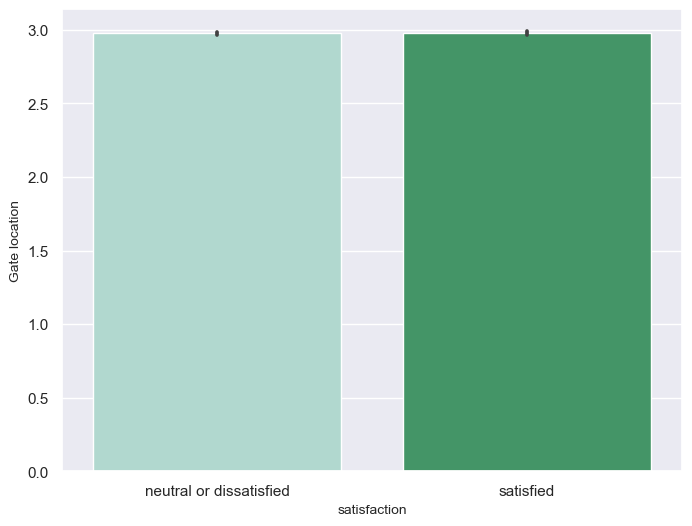 3.0
2.5
2.0
1.5
1.0
0.5
0.0
Gate location
neutral or dissatisfied
satisfied
satisfaction